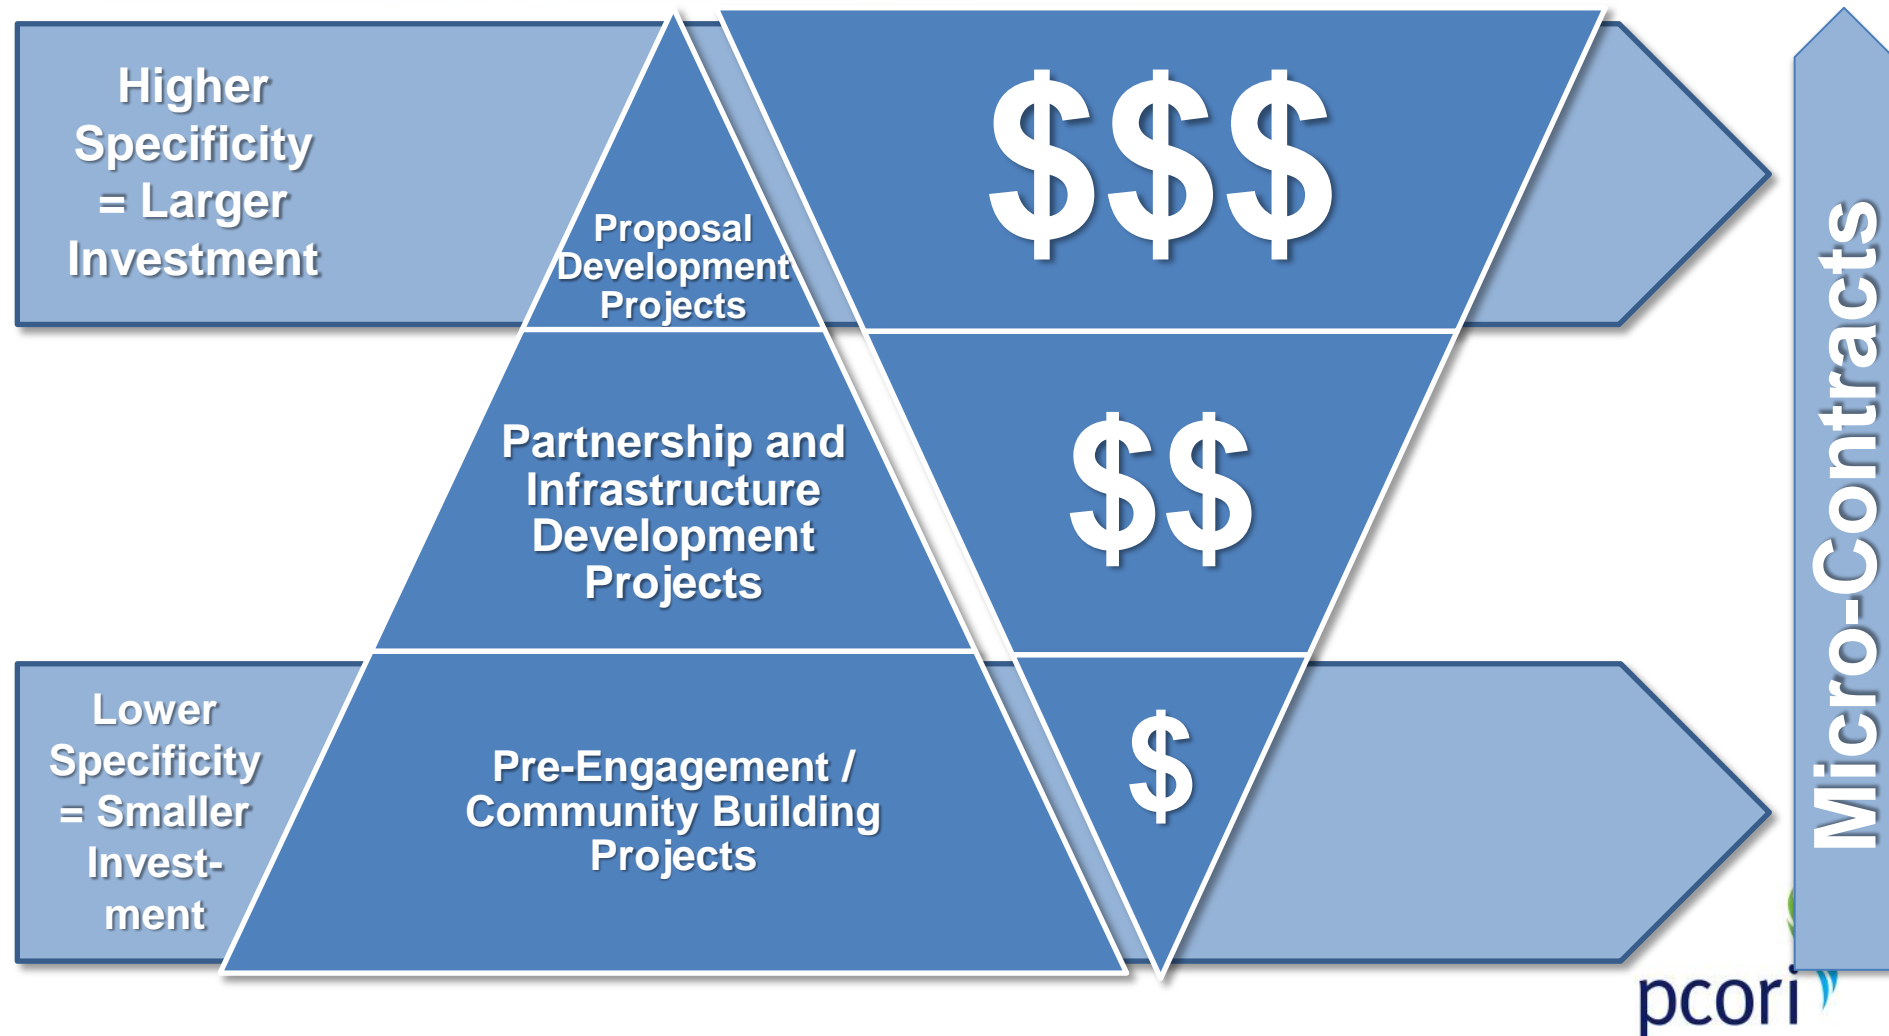 Higher
Specificity
= Larger
Investment
Proposal
Development
Projects
$$$
Partnership and
Infrastructure
Development
Projects
$$
Lower
Specificity
= Smaller
Invest-
ment
Pre-Engagement /
Community Building
Projects
$
Micro-Contracts
pcori